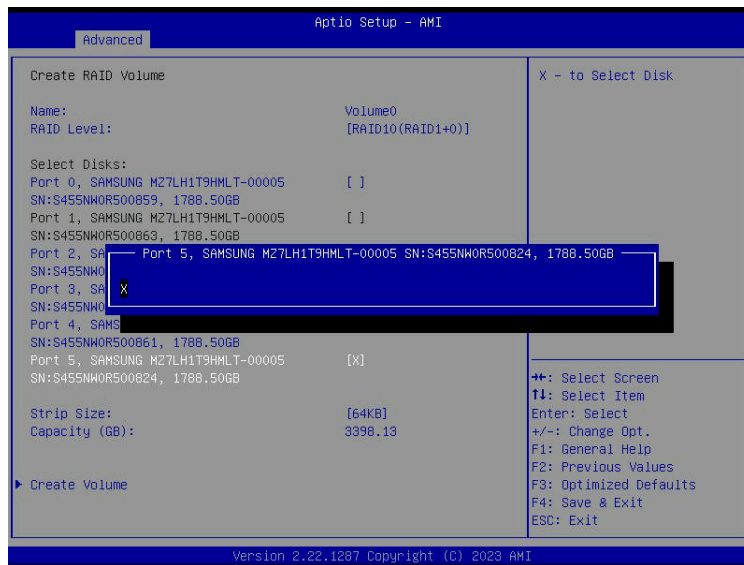 Aptio Setup - AMI
Advanced
Create RAID Volume
Name: Volume0
RAID Level: [RAID10(RAID1+0)]
Select Disks:
Port 0, SAMSUNG MZ7LH1T9HMLT-00005 [ ]
SN:S455NW0R500859, 1788.50GB
Port 1, SAMSUNG MZ7LH1T9HMLT-00005 [ ]
SN:S455NW0R500863, 1788.50GB
Port 2, SA
SN:S455NW0
Port 3, SA
SN:S455NW0
Port 4, SAMS
SN:S455NW0R500861, 1788.50GB
Port 5, SAMSUNG MZ7LH1T9HMLT-00005 [X]
SN:S455NW0R500824, 1788.50GB
Strip Size: [64KB]
Capacity (GB): 3398.13
Create Volume
Port 5, SAMSUNG MZ7LH1T9HMLT-00005 SN:S455NW0R500824, 1788.50GB
X
X - to Select Disk
→←: Select Screen
↑↓: Select Item
Enter: Select
+/-: Change Opt.
F1: General Help
F2: Previous Values
F3: Optimized Defaults
F4: Save & Exit
ESC: Exit
Version 2.22.1287 Copyright (C) 2023 AMI